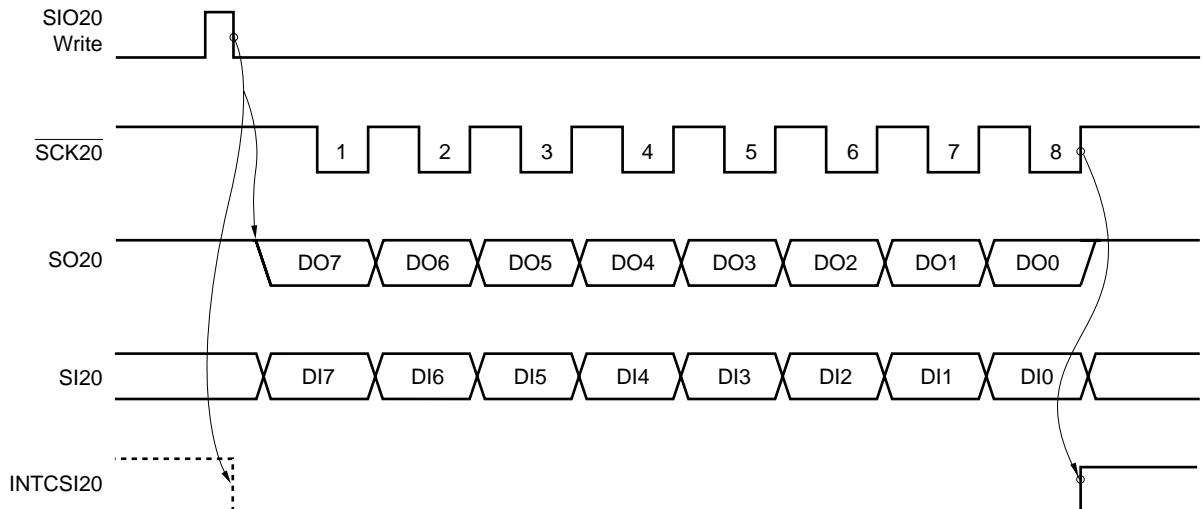 SIO20
Write
SCK20
1 2 3 4 5 6 7 8
SO20
DO7 DO6 DO5 DO4 DO3 DO2 DO1 DO0
SI20
DI7 DI6 DI5 DI4 DI3 DI2 DI1 DI0
INTCSI20